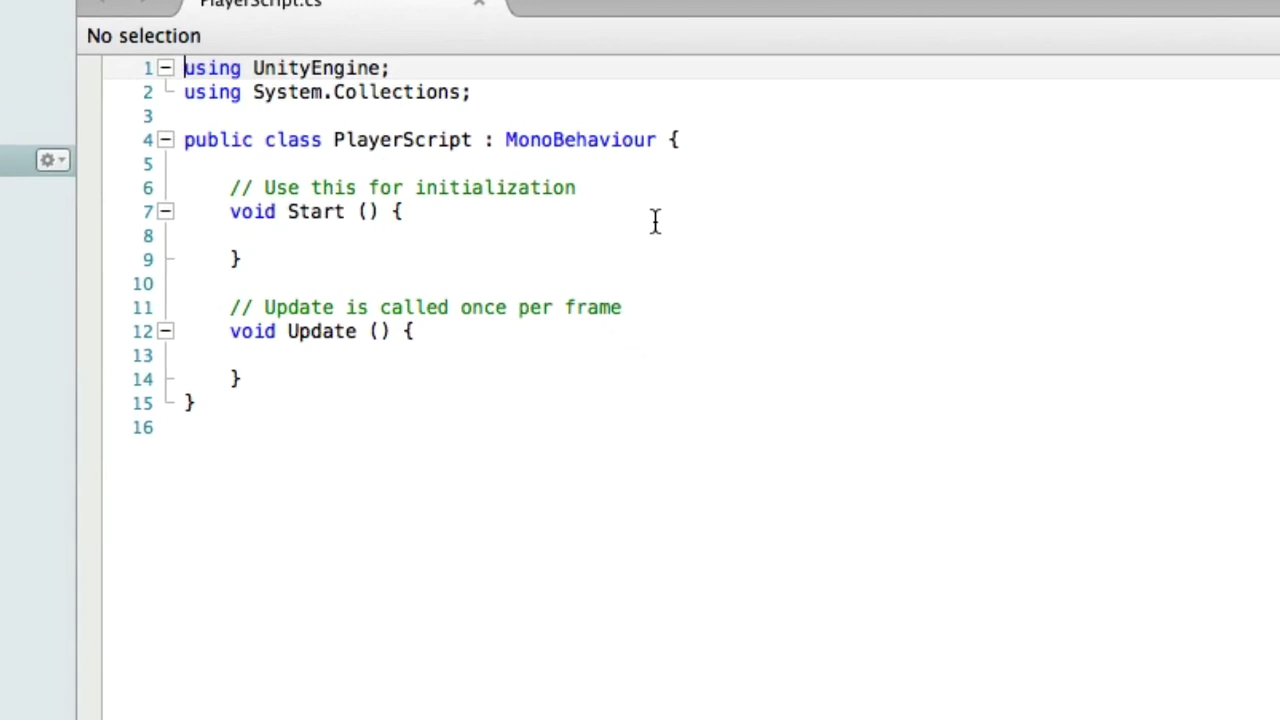 PlayerScript.cs
No selection
1 using UnityEngine;
2 using System.Collections;
3
4 public class PlayerScript : MonoBehaviour {
5
6 // Use this for initialization
7 void Start () {
8
9 }
10
11 // Update is called once per frame
12 void Update () {
13
14 }
15 }
16